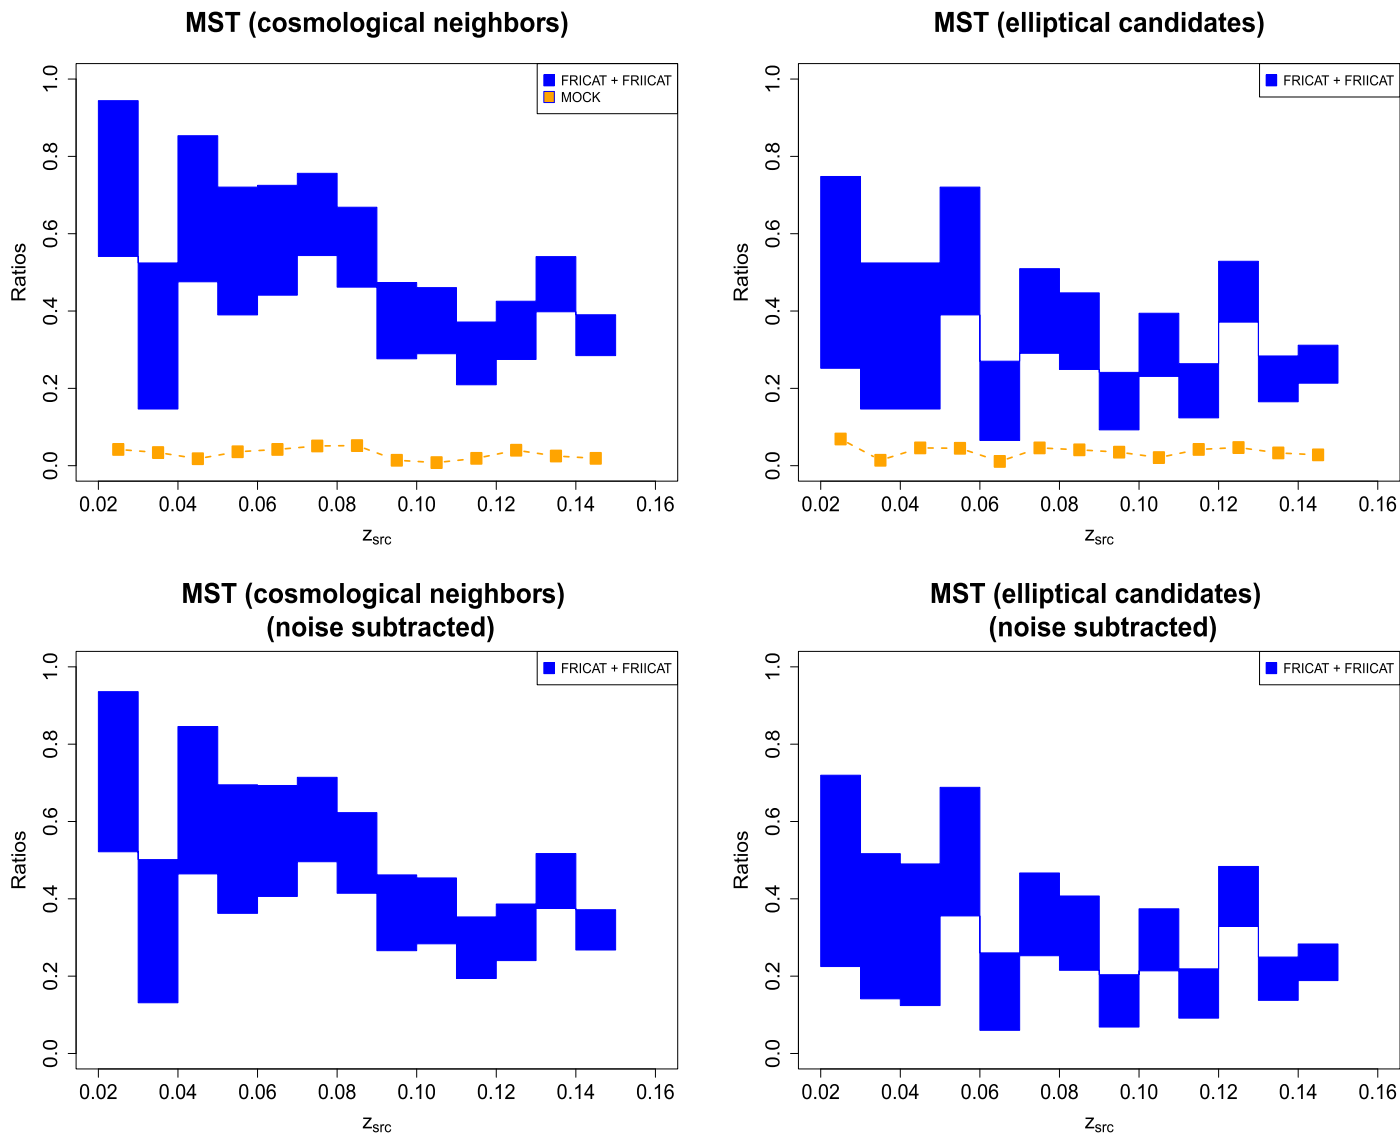 MST (cosmological neighbors)
FRICAT + FRIICAT
MOCK
Ratios
1.0
0.8
0.6
0.4
0.2
0.0
0.02 0.04 0.06 0.08 0.10 0.12 0.14 0.16
zsrc
MST (elliptical candidates)
FRICAT + FRIICAT
Ratios
1.0
0.8
0.6
0.4
0.2
0.0
0.02 0.04 0.06 0.08 0.10 0.12 0.14 0.16
zsrc
MST (cosmological neighbors)
(noise subtracted)
FRICAT + FRIICAT
Ratios
1.0
0.8
0.6
0.4
0.2
0.0
0.02 0.04 0.06 0.08 0.10 0.12 0.14 0.16
zsrc
MST (elliptical candidates)
(noise subtracted)
FRICAT + FRIICAT
Ratios
1.0
0.8
0.6
0.4
0.2
0.0
0.02 0.04 0.06 0.08 0.10 0.12 0.14 0.16
zsrc